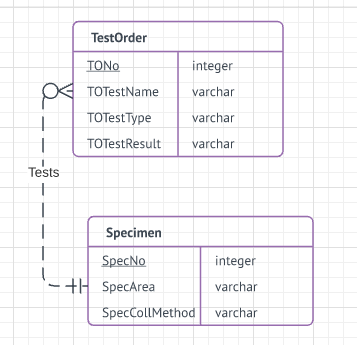 TestOrder
TONo integer
TOTestName varchar
TOTestType varchar
TOTestResult varchar
Tests
Specimen
SpecNo integer
SpecArea varchar
SpecCollMethod varchar